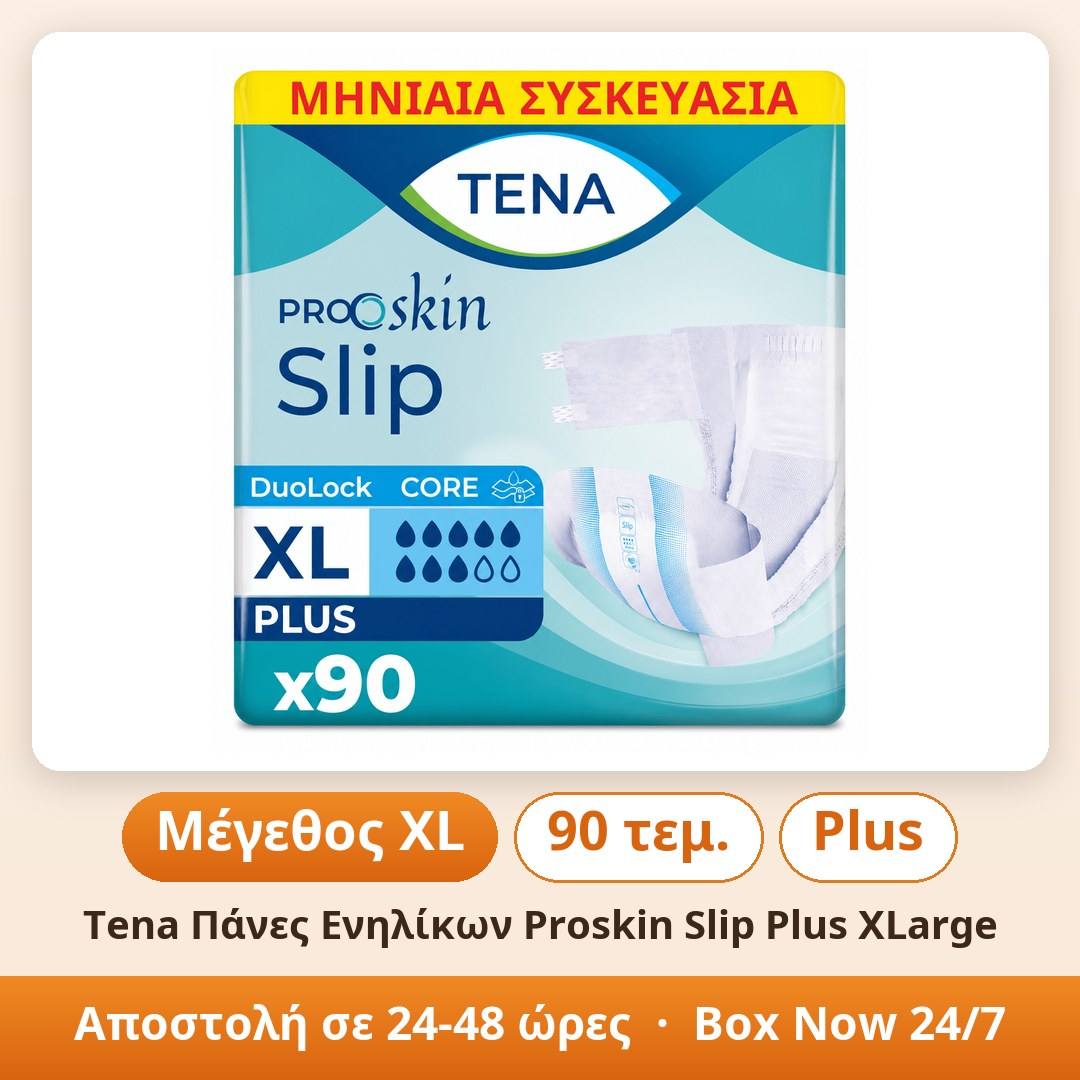 ΜΗΝΙΑΙΑ ΣΥΣΚΕΥΑΣΙΑ
TENA
PROskin
Slip
DuoLock CORE
XL
PLUS
x90
Slip
Μέγεθος XL
90 τεμ.
Plus
Tena Πάνες Ενηλίκων Proskin Slip Plus XLarge
Αποστολή σε 24-48 ώρες · Box Now 24/7